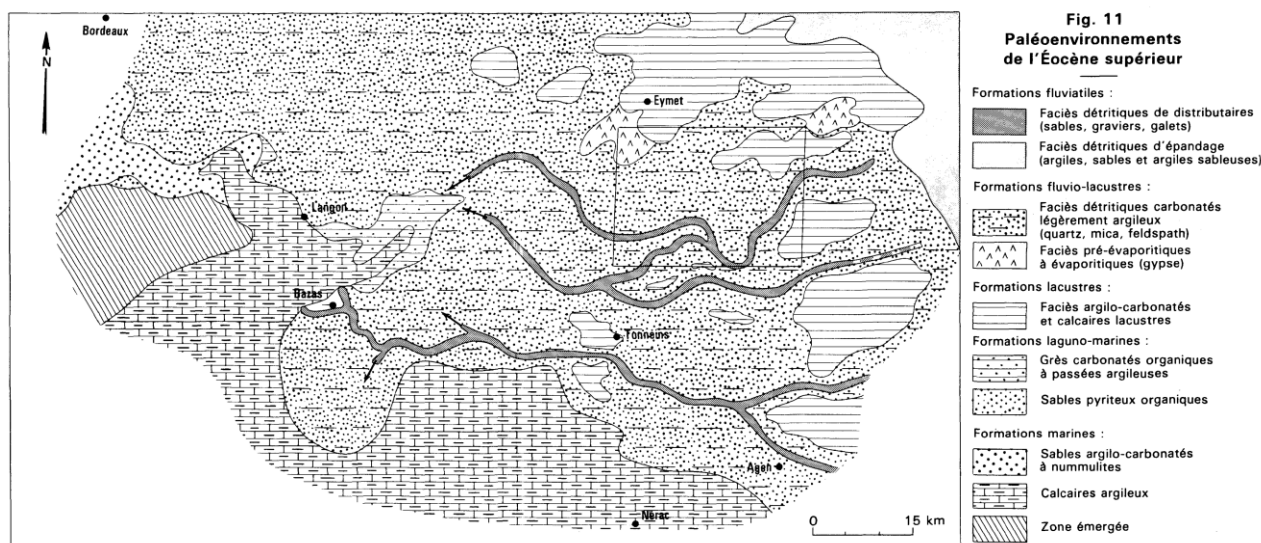 Bordeaux
N
Eymet
Langon
Bazas
Tonneins
Agen
Nérac
0 15 km
Fig. 11
Paléoenvironnements
de l'Éocène supérieur
Formations fluviatiles :
Faciès détritiques de distributaires
(sables, graviers, galets)
Faciès détritiques d'épandage
(argiles, sables et argiles sableuses)
Formations fluvio-lacustres :
Faciès détritiques carbonatés
légèrement argileux
(quartz, mica, feldspath)
Faciès pré-évaporitiques
à évaporitiques (gypse)
Formations lacustres :
Faciès argilo-carbonatés
et calcaires lacustres
Formations laguno-marines :
Grès carbonatés organiques
à passées argileuses
Sables pyriteux organiques
Formations marines :
Sables argilo-carbonatés
à nummulites
Calcaires argileux
Zone émergée